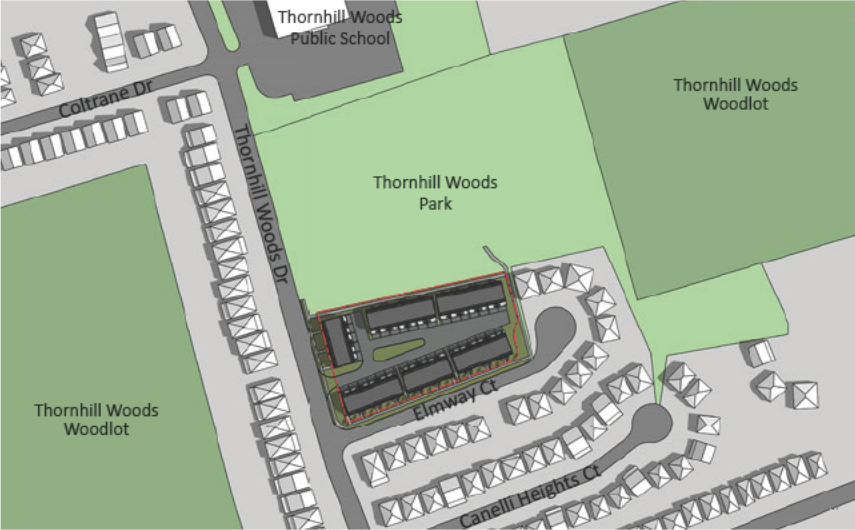 Thornhill Woods
Public School
Coltrane Dr
Thornhill Woods
Woodlot
Thornhill Woods Dr
Thornhill Woods
Park
Thornhill Woods
Woodlot
Elmway Ct
Canelli Heights Ct